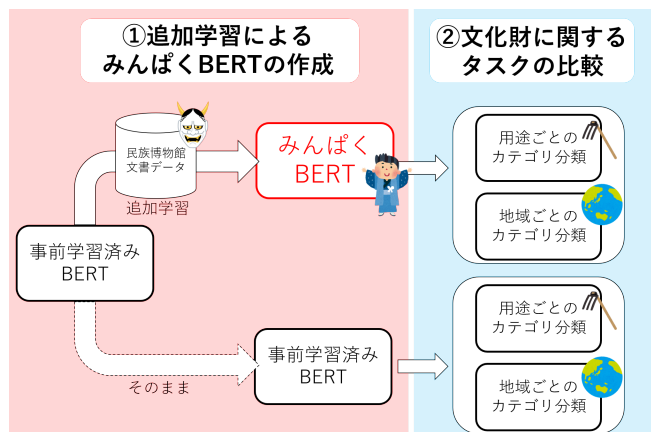 ①追加学習による
みんぱくBERTの作成
②文化財に関する
タスクの比較
民族博物館
文書データ
追加学習
みんぱく
BERT
事前学習済み
BERT
そのまま
事前学習済み
BERT
用途ごとの
カテゴリ分類
地域ごとの
カテゴリ分類
用途ごとの
カテゴリ分類
地域ごとの
カテゴリ分類